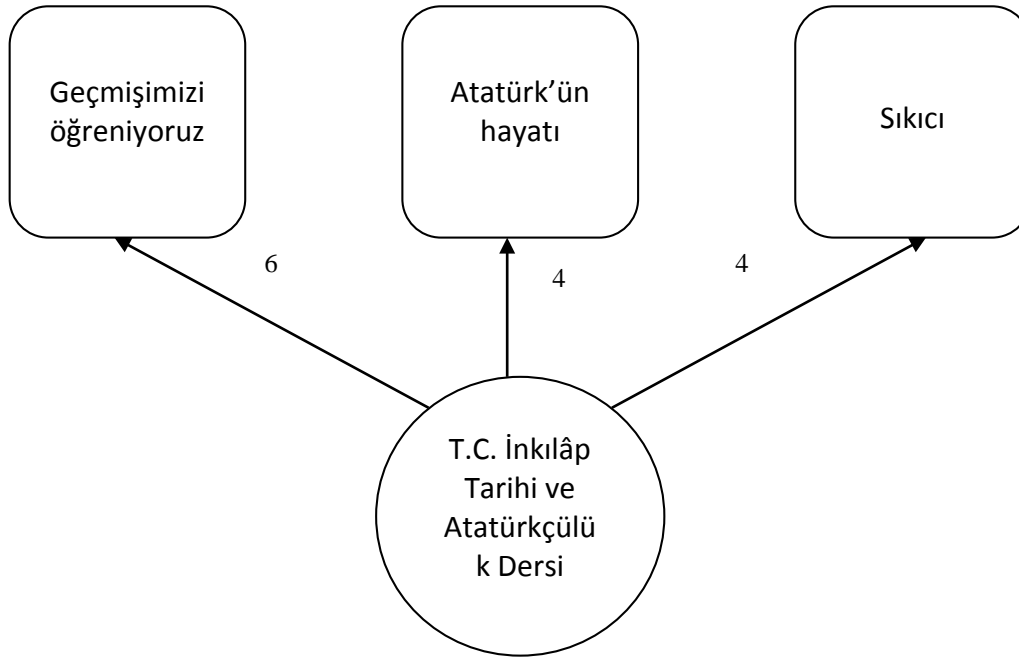 Geçmişimizi
öğreniyoruz
Atatürk’ün
hayatı
Sıkıcı
6
4
4
T.C. İnkılâp
Tarihi ve
Atatürkçülü
k Dersi